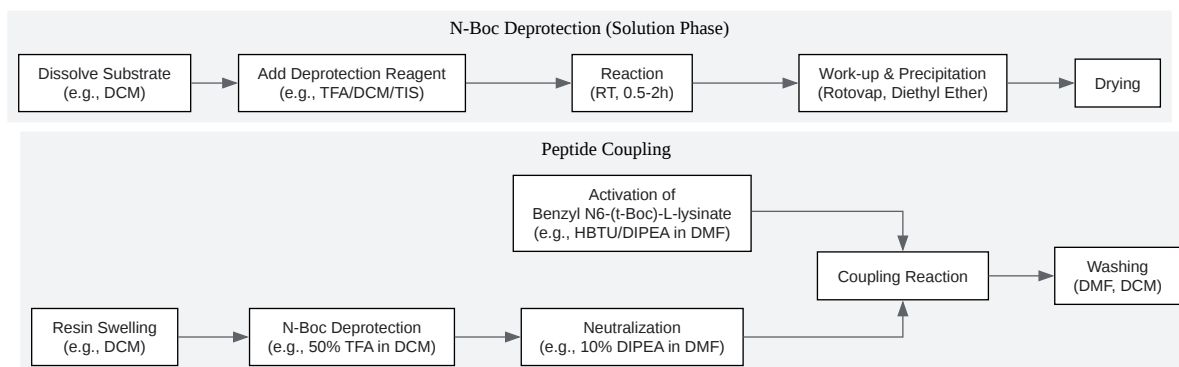 N-Boc Deprotection (Solution Phase)
Dissolve Substrate
(e.g., DCM)
Add Deprotection Reagent
(e.g., TFA/DCM/TIS)
Reaction
(RT, 0.5-2h)
Work-up & Precipitation
(Rotovap, Diethyl Ether)
Drying
Peptide Coupling
Activation of
Benzyl N6-(t-Boc)-L-lysinate
(e.g., HBTU/DIPEA in DMF)
Coupling Reaction
Washing
(DMF, DCM)
Resin Swelling
(e.g., DCM)
N-Boc Deprotection
(e.g., 50% TFA in DCM)
Neutralization
(e.g., 10% DIPEA in DMF)